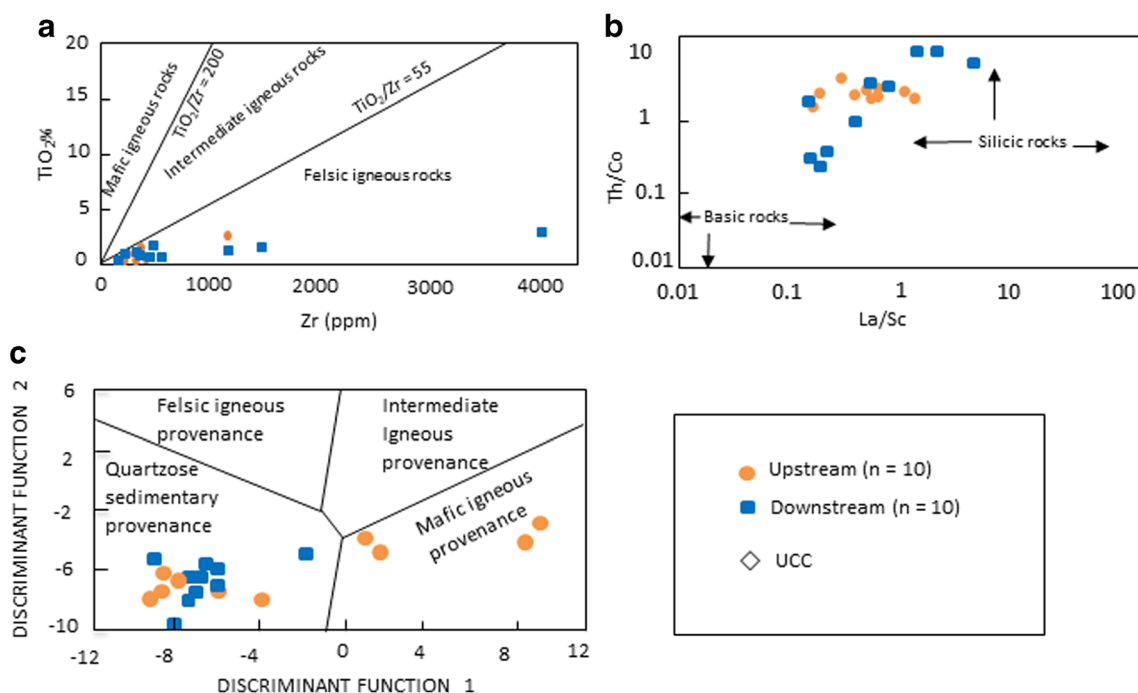 a
20
15
10
5
0
TiO2%
Mafic igneous rocks
TiO2/Zr = 200
Intermediate igneous rocks
TiO2/Zr = 55
Felsic igneous rocks
0
1000
2000
3000
4000
Zr (ppm)
b
10
1
0.1
0.01
Th/Co
Silicic rocks
Basic rocks
0.01
0.1
1
10
100
La/Sc
c
6
2
-2
-6
-10
DISCRIMINANT FUNCTION 2
Felsic igneous
provenance
Intermediate
Igneous
provenance
Quartzose
sedimentary
provenance
Mafic igneous
provenance
-12
-8
-4
0
4
8
12
DISCRIMINANT FUNCTION 1
Upstream (n = 10)
Downstream (n = 10)
UCC